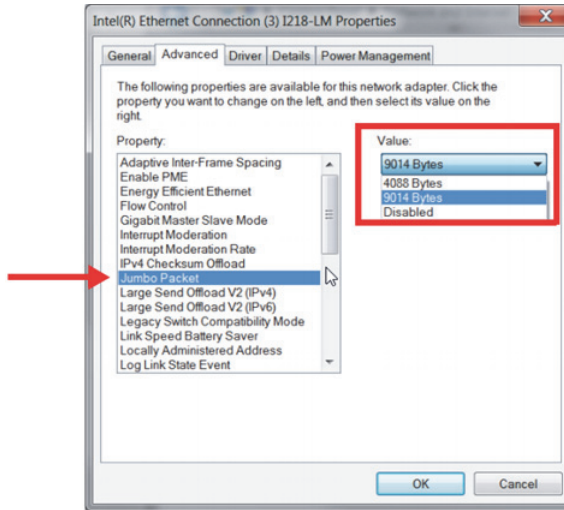 Intel(R) Ethernet Connection (3) I218-LM Properties
General Advanced Driver Details Power Management
The following properties are available for this network adapter. Click the
property you want to change on the left, and then select its value on the
right.
Property:
Value:
Adaptive Inter-Frame Spacing
Enable PME
Energy Efficient Ethernet
Flow Control
Gigabit Master Slave Mode
Interrupt Moderation
Interrupt Moderation Rate
IPv4 Checksum Offload
Jumbo Packet
Large Send Offload V2 (IPv4)
Large Send Offload V2 (IPv6)
Legacy Switch Compatibility Mode
Link Speed Battery Saver
Locally Administered Address
Log Link State Event
9014 Bytes
4088 Bytes
9014 Bytes
Disabled
OK Cancel